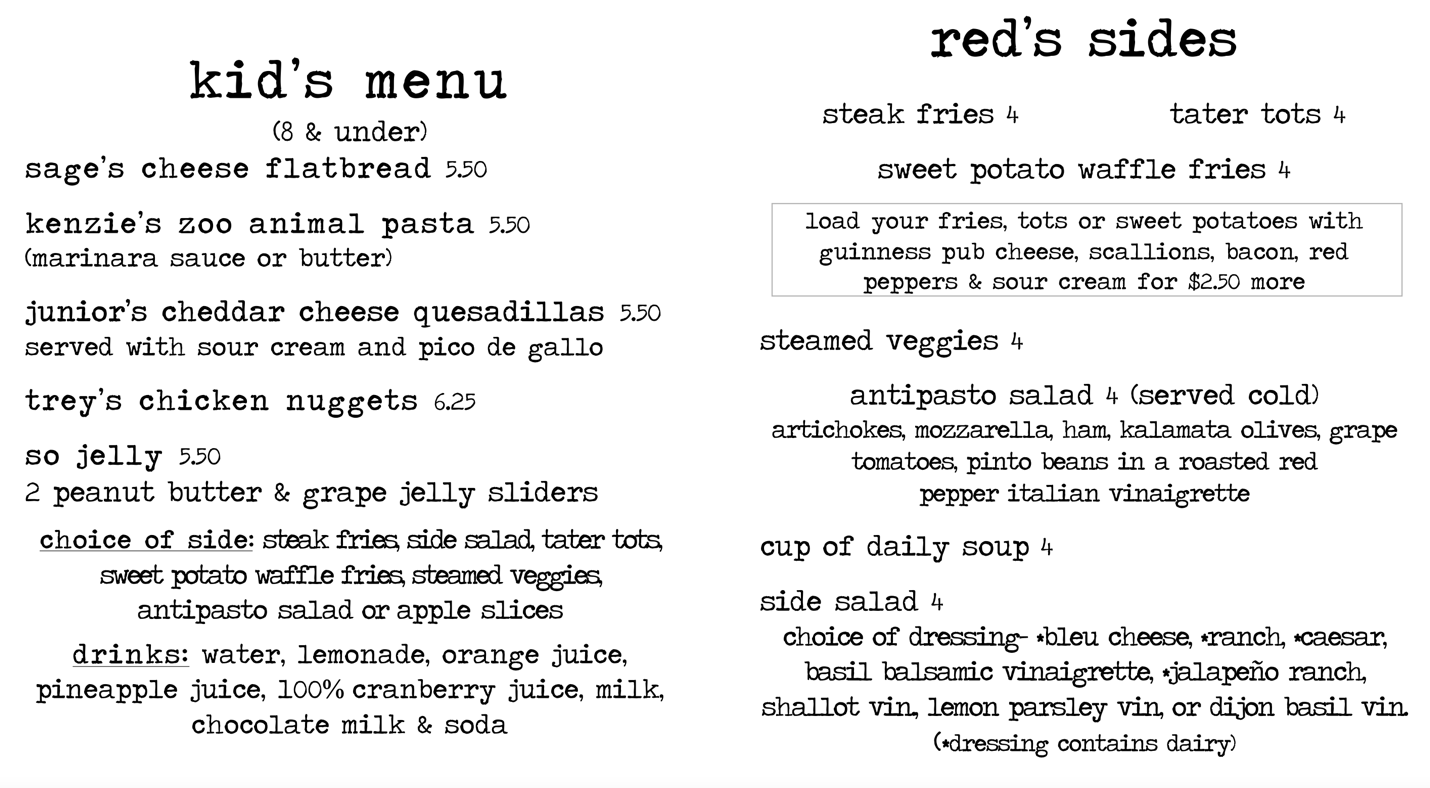 kid's menu
(8 & under)
sage's cheese flatbread 5.50
kenzie's zoo animal pasta 5.50
(marinara sauce or butter)
junior's cheddar cheese quesadillas 5.50
served with sour cream and pico de gallo
trey's chicken nuggets 6.25
so jelly 5.50
2 peanut butter & grape jelly sliders
choice of side: steak fries, side salad, tater tots,
sweet potato waffle fries, steamed veggies,
antipasto salad or apple slices
drinks: water, lemonade, orange juice,
pineapple juice, 100% cranberry juice, milk,
chocolate milk & soda
red's sides
steak fries 4 tater tots 4
sweet potato waffle fries 4
load your fries, tots or sweet potatoes with
guinness pub cheese, scallions, bacon, red
peppers & sour cream for $2.50 more
steamed veggies 4
antipasto salad 4 (served cold)
artichokes, mozzarella, ham, kalamata olives, grape
tomatoes, pinto beans in a roasted red
pepper italian vinaigrette
cup of daily soup 4
side salad 4
choice of dressing- *bleu cheese, *ranch, *caesar,
basil balsamic vinaigrette, *jalapeño ranch,
shallot vin, lemon parsley vin, or dijon basil vin.
(*dressing contains dairy)